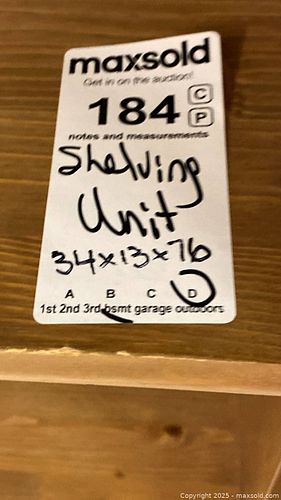 maxsold
Get in on the auction!
184 C
P
notes and measurements
Shelving
Unit
34x13x76
A B C D
1st 2nd 3rd bsmt garage outdoors
Copyright 2025 - maxsold.com